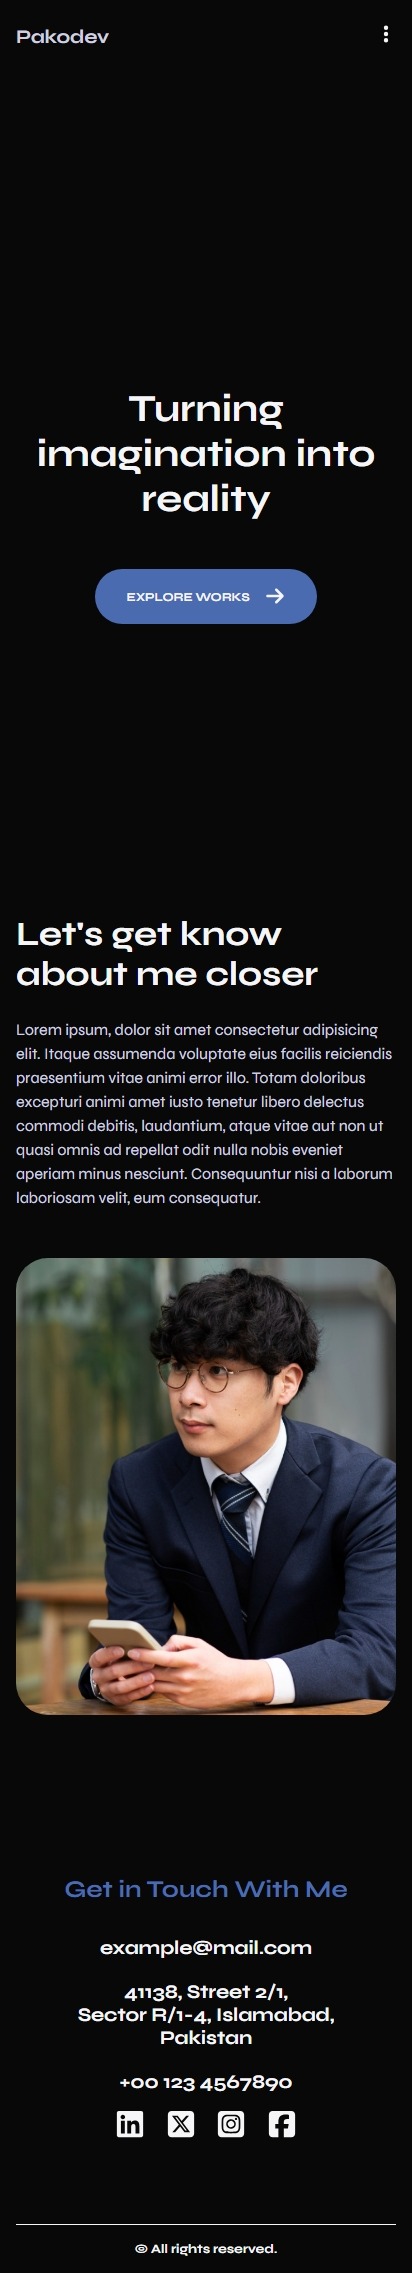 Pakodev
Turning
imagination into
reality
EXPLORE WORKS
Let's get know
about me closer
Lorem ipsum, dolor sit amet consectetur adipisicing
elit. Itaque assumenda voluptate eius facilis reiciendis
praesentium vitae animi error illo. Totam doloribus
excepturi animi amet iusto tenetur libero delectus
commodi debitis, laudantium, atque vitae aut non ut
quasi omnis ad repellat odit nulla nobis eveniet
aperiam minus nesciunt. Consequuntur nisi a laborum
laboriosam velit, eum consequatur.
Get in Touch With Me
example@mail.com
41138, Street 2/1,
Sector R/1-4, Islamabad,
Pakistan
+00 123 4567890
© All rights reserved.